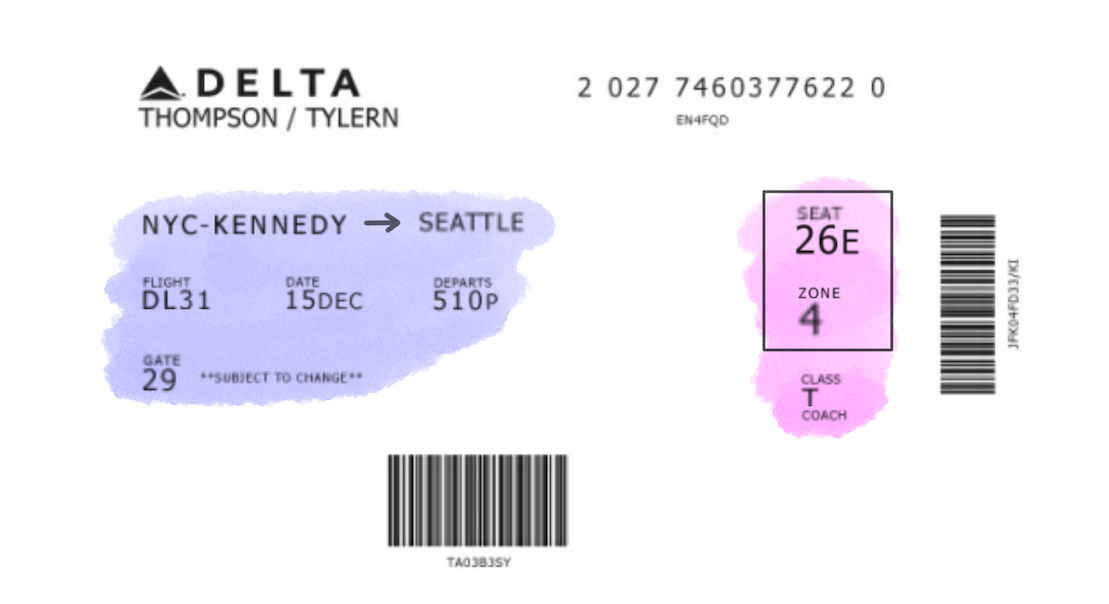 DELTA
THOMPSON / TYLERN
2 027 7460377622 0
EN4FQD
NYC-KENNEDY → SEATTLE
FLIGHT DATE DEPARTS
DL31 15DEC 510P
GATE
29 **SUBJECT TO CHANGE**
SEAT
26E
ZONE
4
CLASS
T
COACH
JFK04FD33/KI
TA03B3SY